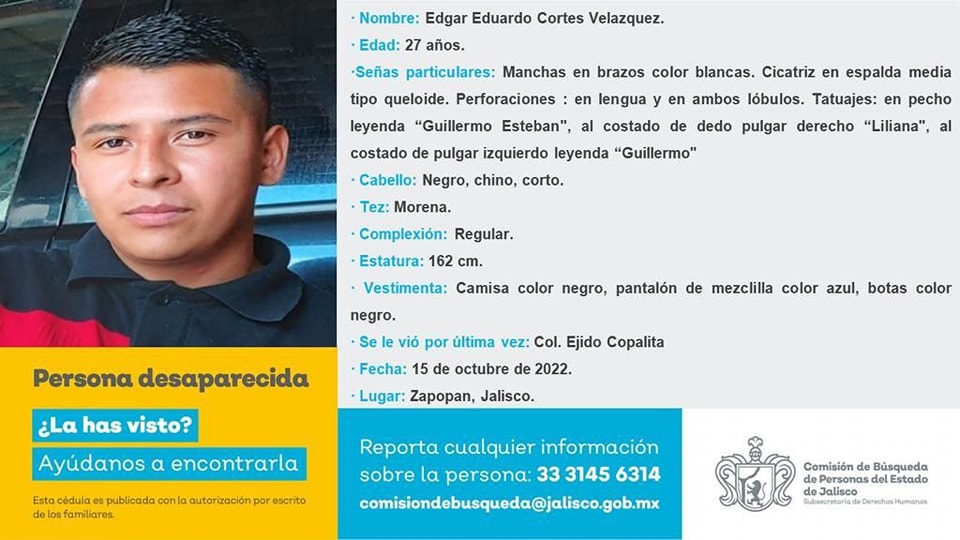 · Nombre: Edgar Eduardo Cortes Velazquez.
· Edad: 27 años.
·Señas particulares: Manchas en brazos color blancas. Cicatriz en espalda media
tipo queloide. Perforaciones : en lengua y en ambos lóbulos. Tatuajes: en pecho
leyenda “Guillermo Esteban", al costado de dedo pulgar derecho “Liliana", al
costado de pulgar izquierdo leyenda “Guillermo"
· Cabello: Negro, chino, corto.
· Tez: Morena.
· Complexión: Regular.
· Estatura: 162 cm.
· Vestimenta: Camisa color negro, pantalón de mezclilla color azul, botas color
negro.
· Se le vió por última vez: Col. Ejido Copalita
· Fecha: 15 de octubre de 2022.
· Lugar: Zapopan, Jalisco.
Persona desaparecida
¿La has visto?
Ayúdanos a encontrarla
Esta cédula es publicada con la autorización por escrito
de los familiares.
Reporta cualquier información
sobre la persona: 33 3145 6314
comisiondebusqueda@jalisco.gob.mx
Comisión de Búsqueda
de Personas del Estado
de Jalisco
Subsecretaría de Derechos Humanos